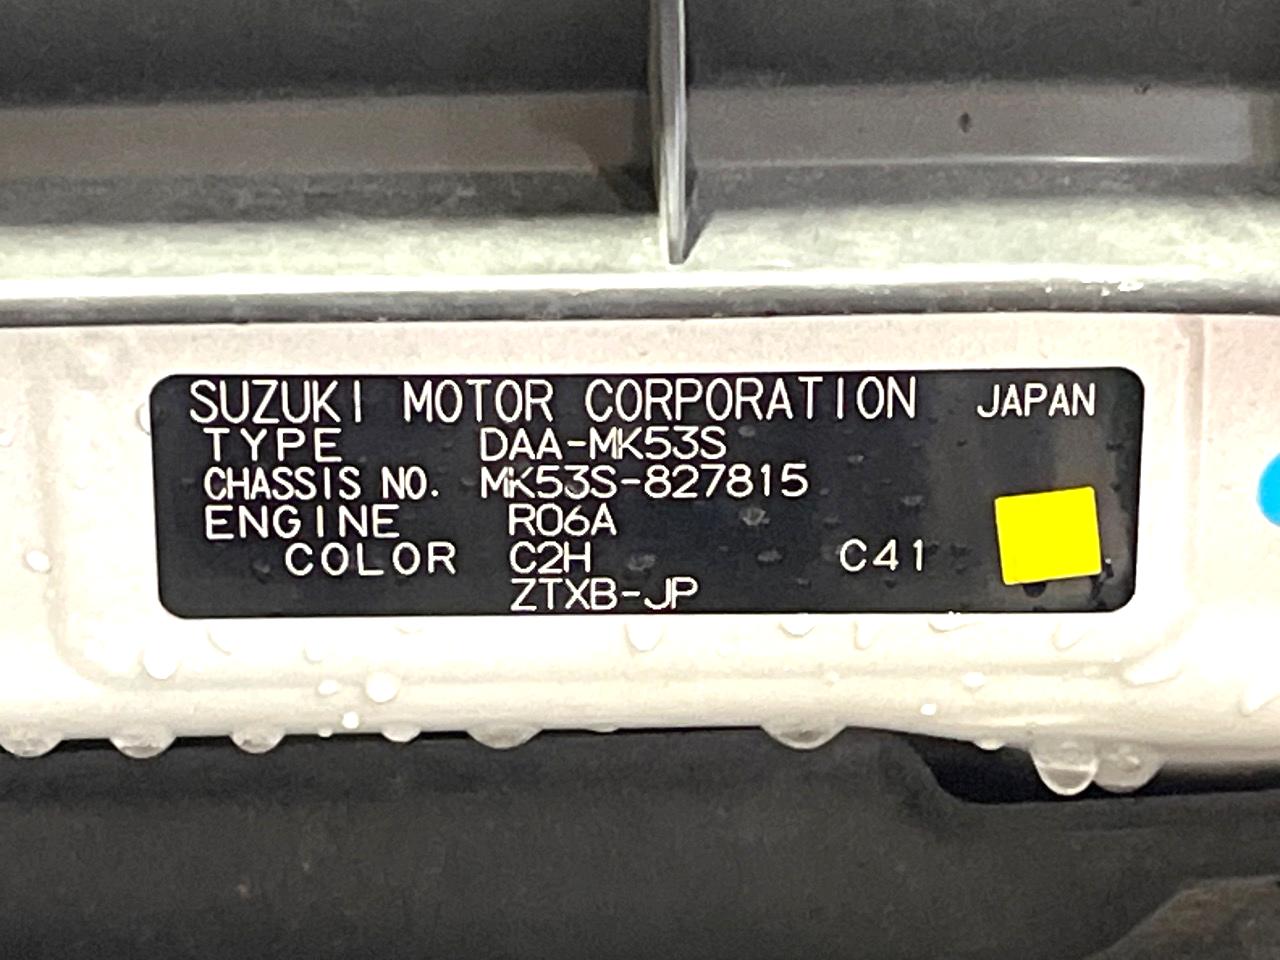 SUZUKI MOTOR CORPORATION JAPAN
TYPE DAA-MK53S
CHASSIS NO. MK53S-827815
ENGINE R06A
COLOR C2H C41
ZTXB-JP